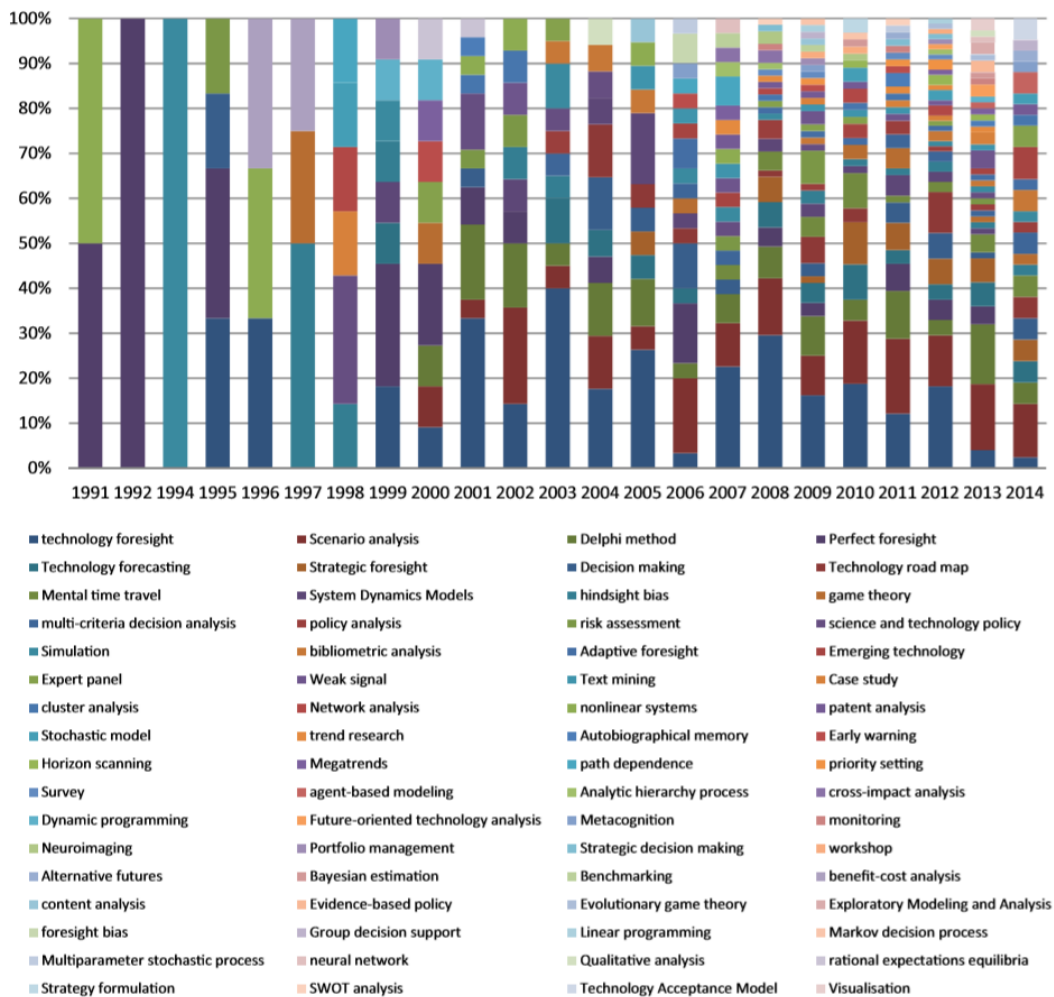 100%
90%
80%
70%
60%
50%
40%
30%
20%
10%
0%
1991 1992 1994 1995 1996 1997 1998 1999 2000 2001 2002 2003 2004 2005 2006 2007 2008 2009 2010 2011 2012 2013 2014
technology foresight Scenario analysis Delphi method Perfect foresight
Technology forecasting Strategic foresight Decision making Technology road map
Mental time travel System Dynamics Models hindsight bias game theory
multi-criteria decision analysis policy analysis risk assessment science and technology policy
Simulation bibliometric analysis Adaptive foresight Emerging technology
Expert panel Weak signal Text mining Case study
cluster analysis Network analysis nonlinear systems patent analysis
Stochastic model trend research Autobiographical memory Early warning
Horizon scanning Megatrends path dependence priority setting
Survey agent-based modeling Analytic hierarchy process cross-impact analysis
Dynamic programming Future-oriented technology analysis Metacognition monitoring
Neuroimaging Portfolio management Strategic decision making workshop
Alternative futures Bayesian estimation Benchmarking benefit-cost analysis
content analysis Evidence-based policy Evolutionary game theory Exploratory Modeling and Analysis
foresight bias Group decision support Linear programming Markov decision process
Multiparameter stochastic process neural network Qualitative analysis rational expectations equilibria
Strategy formulation SWOT analysis Technology Acceptance Model Visualisation